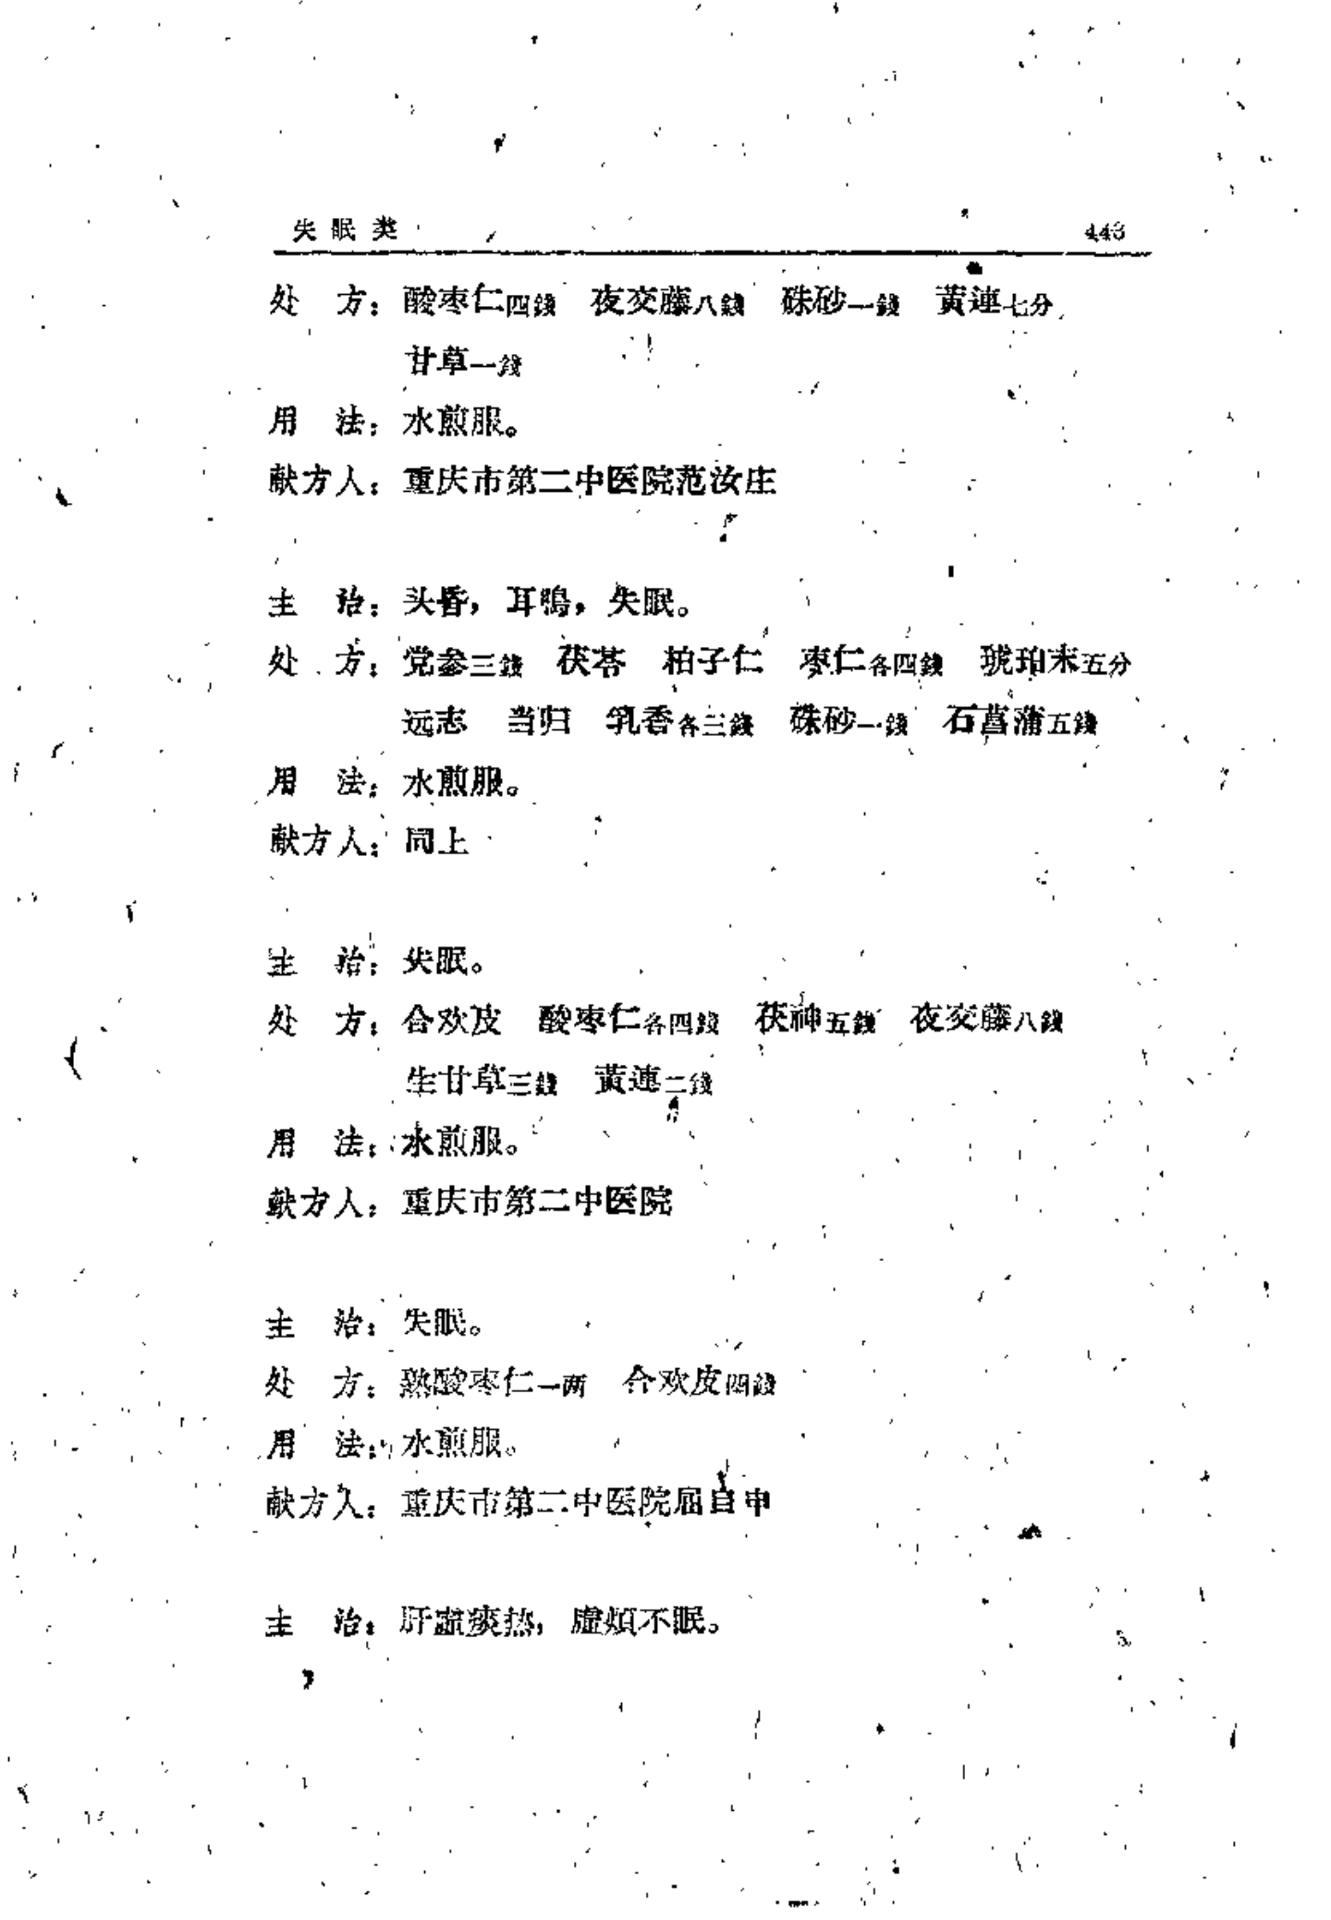 失眠类 443
处　方：酸枣仁四錢　夜交藤八錢　硃砂一錢　黃連七分
甘草一錢
用　法：水煎服。
献方人：重庆市第二中医院范汝庄
主　治：头昏，耳鳴，失眠。
处　方：党参三錢　茯苓　柏子仁　枣仁各四錢　琥珀末五分
远志　当归　乳香各三錢　硃砂一錢　石菖蒲五錢
用　法：水煎服。
献方人：同上
主　治：失眠。
处　方：合欢皮　酸枣仁各四錢　茯神五錢　夜交藤八錢
生甘草三錢　黃連二錢
用　法：水煎服。
献方人：重庆市第二中医院
主　治：失眠。
处　方：熟酸枣仁一两　合欢皮四錢
用　法：水煎服。
献方人：重庆市第二中医院屈自申
主　治：肝虛痰热，虛煩不眠。